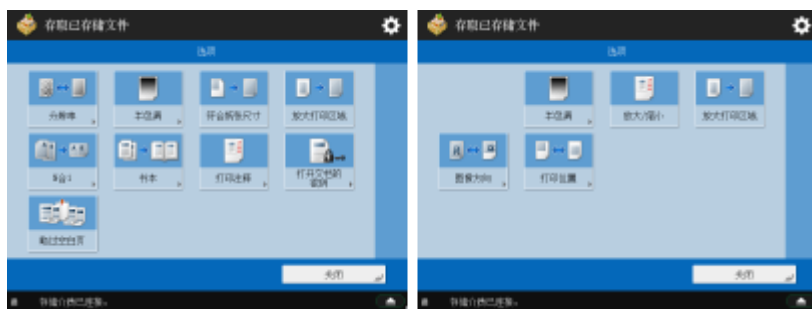 存取已存储文件
选项
分辨率
半色调
符合纸张尺寸
放大打印区域
N合1
书本
打印注释
打开文档的
密码
略过空白页
关闭
存储介质已连接。
存取已存储文件
选项
半色调
放大/缩小
放大打印区域
图像方向
打印位置
关闭
存储介质已连接。